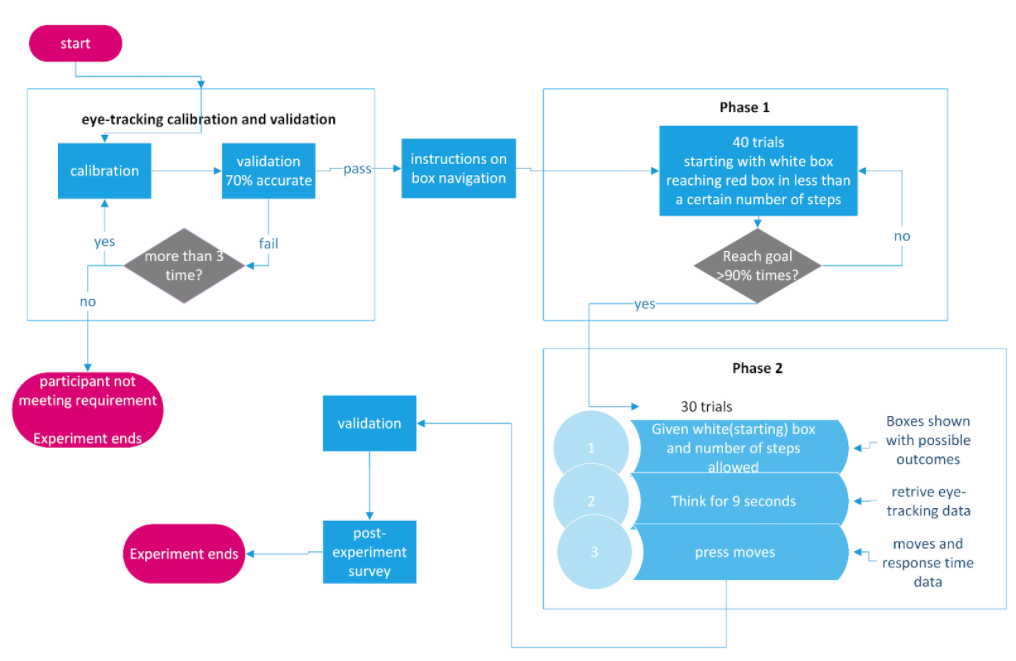 start
eye-tracking calibration and validation
calibration
validation
70% accurate
pass
instructions on
box navigation
yes
fail
more than 3
time?
no
participant not
meeting requirement
Experiment ends
Phase 1
40 trials
starting with white box
reaching red box in less than
a certain number of steps
no
Reach goal
>90% times?
yes
Phase 2
30 trials
1
Given white(starting) box
and number of steps
allowed
Boxes shown
with possible
outcomes
2
Think for 9 seconds
retrive eye-
tracking data
3
press moves
moves and
response time
data
validation
post-
experiment
survey
Experiment ends